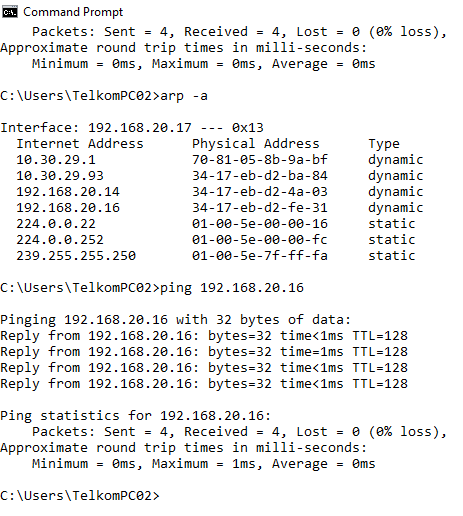 Command Prompt
Packets: Sent = 4, Received = 4, Lost = 0 (0% loss),
Approximate round trip times in milli-seconds:
Minimum = 0ms, Maximum = 0ms, Average = 0ms
C:\Users\TelkomPC02>arp -a
Interface: 192.168.20.17 --- 0x13
Internet Address Physical Address Type
10.30.29.1 70-81-05-8b-9a-bf dynamic
10.30.29.93 34-17-eb-d2-ba-84 dynamic
192.168.20.14 34-17-eb-d2-4a-03 dynamic
192.168.20.16 34-17-eb-d2-fe-31 dynamic
224.0.0.22 01-00-5e-00-00-16 static
224.0.0.252 01-00-5e-00-00-fc static
239.255.255.250 01-00-5e-7f-ff-fa static
C:\Users\TelkomPC02>ping 192.168.20.16
Pinging 192.168.20.16 with 32 bytes of data:
Reply from 192.168.20.16: bytes=32 time<1ms TTL=128
Reply from 192.168.20.16: bytes=32 time=1ms TTL=128
Reply from 192.168.20.16: bytes=32 time<1ms TTL=128
Reply from 192.168.20.16: bytes=32 time<1ms TTL=128
Ping statistics for 192.168.20.16:
Packets: Sent = 4, Received = 4, Lost = 0 (0% loss),
Approximate round trip times in milli-seconds:
Minimum = 0ms, Maximum = 1ms, Average = 0ms
C:\Users\TelkomPC02>